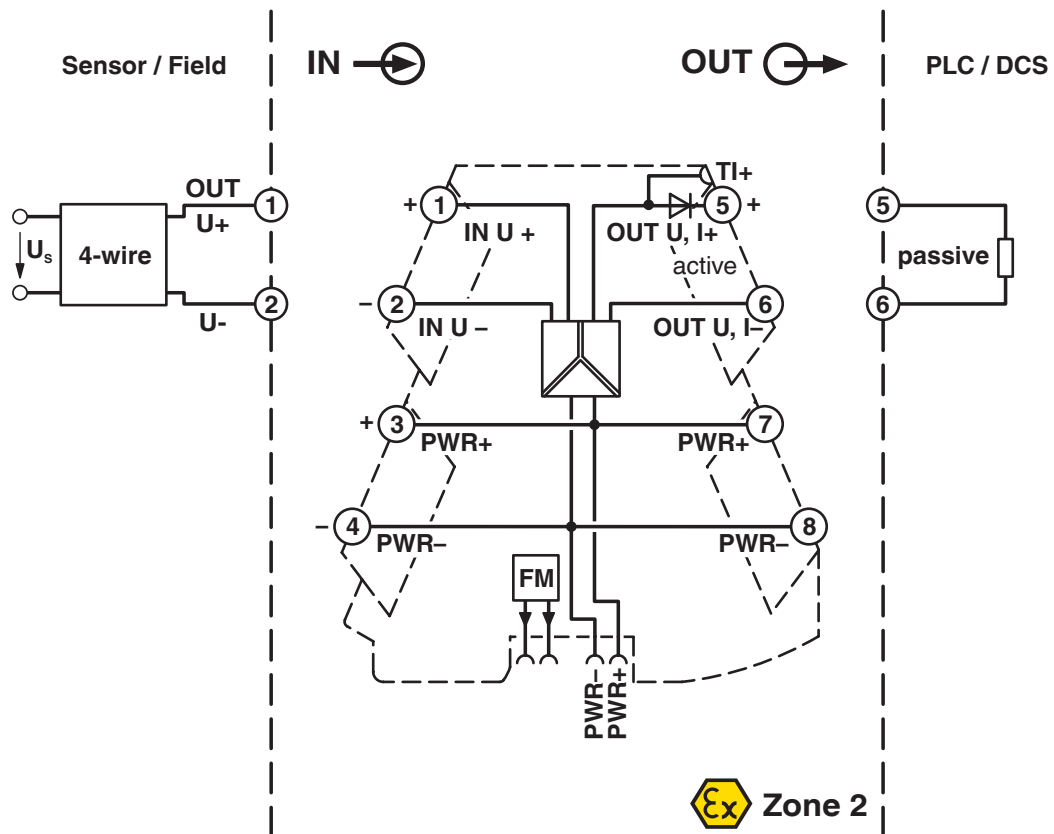 Sensor / Field
IN
OUT
PLC / DCS
OUT
U+
1
Us
4-wire
U-
2
+ 1
IN U +
TI+
5 +
OUT U, I+
active
– 2
IN U –
6
OUT U, I–
5
passive
6
+ 3
PWR+
7
PWR+
– 4
PWR–
8
PWR–
FM
PWR–
PWR+
Ex Zone 2